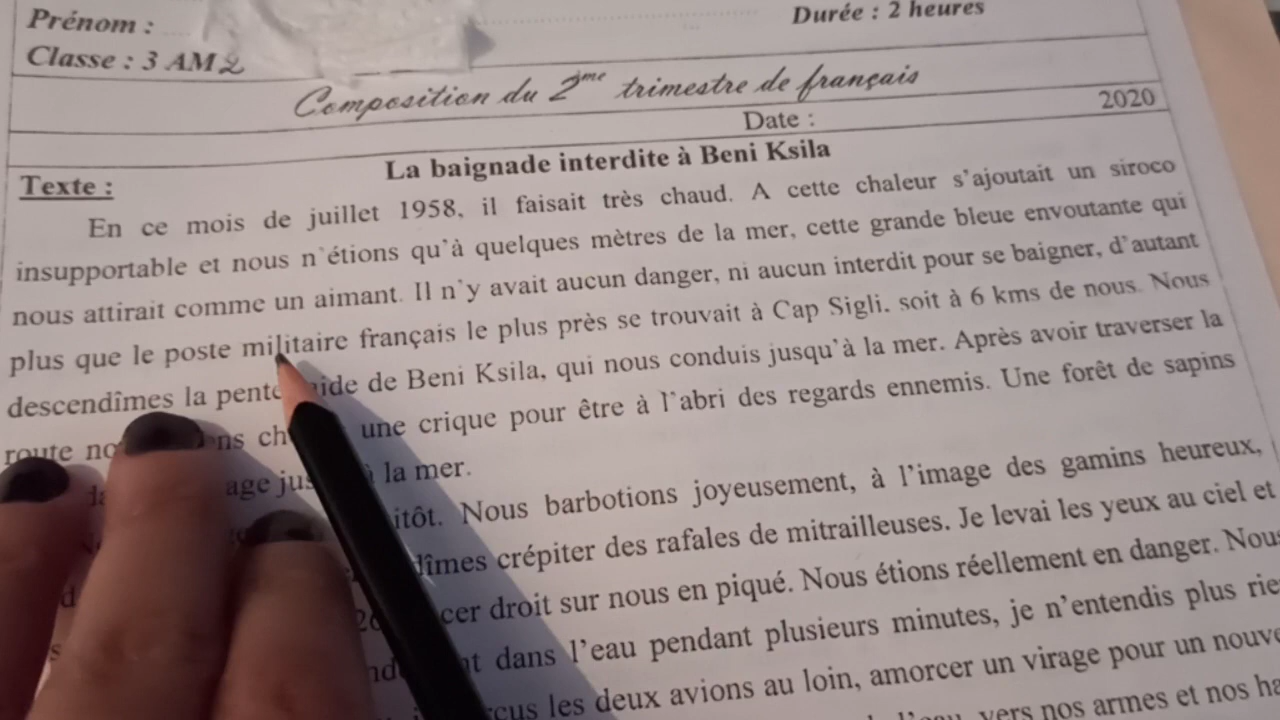 Prénom :
Durée : 2 heures
Classe : 3 AM2
Composition du 2me trimestre de français
2020
Date :
La baignade interdite à Beni Ksila
Texte :
En ce mois de juillet 1958, il faisait très chaud. A cette chaleur s'ajoutait un siroco
insupportable et nous n'étions qu'à quelques mètres de la mer, cette grande bleue envoutante qui
nous attirait comme un aimant. Il n'y avait aucun danger, ni aucun interdit pour se baigner, d'autant
plus que le poste militaire français le plus près se trouvait à Cap Sigli. soit à 6 kms de nous. Nous
descendîmes la pente de Beni Ksila, qui nous conduis jusqu'à la mer. Après avoir traverser la
route une crique pour être à l'abri des regards ennemis. Une forêt de sapins
à la mer.
Nous barbotions joyeusement, à l'image des gamins heureux,
crépiter des rafales de mitrailleuses. Je levai les yeux au ciel et
droit sur nous en piqué. Nous étions réellement en danger. Nous
dans l'eau pendant plusieurs minutes, je n'entendis plus
les deux avions au loin, amorcer un virage pour un
vers nos armes et nos